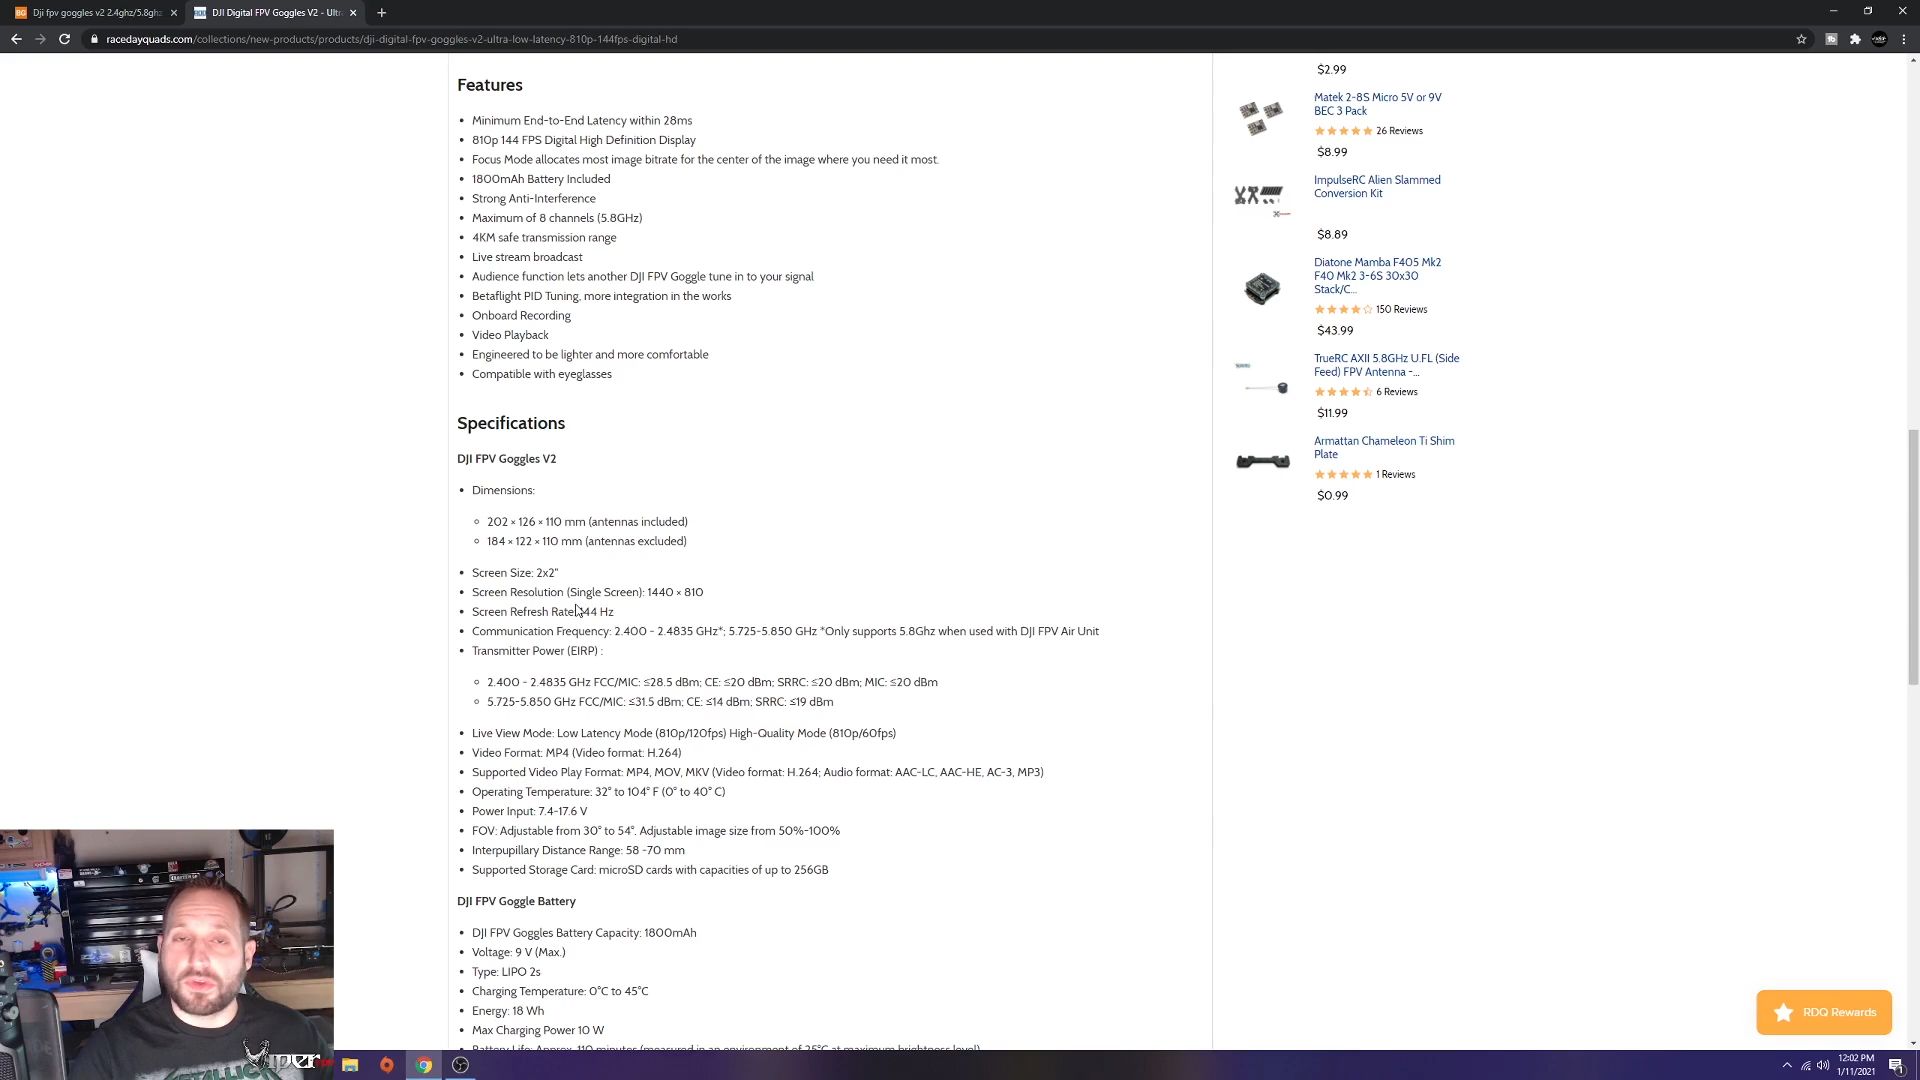 Dji fpv goggles v2 2.4ghz/5.8ghz
DJI Digital FPV Goggles V2 - Ultr
racedayquads.com/collections/new-products/products/dji-digital-fpv-goggles-v2-ultra-low-latency-810p-144fps-digital-hd
Features
Minimum End-to-End Latency within 28ms
810p 144 FPS Digital High Definition Display
Focus Mode allocates most image bitrate for the center of the image where you need it most.
1800mAh Battery Included
Strong Anti-Interference
Maximum of 8 channels (5.8GHz)
4KM safe transmission range
Live stream broadcast
Audience function lets another DJI FPV Goggle tune in to your signal
Betaflight PID Tuning, more integration in the works
Onboard Recording
Video Playback
Engineered to be lighter and more comfortable
Compatible with eyeglasses
Specifications
DJI FPV Goggles V2
Dimensions:
202 × 126 × 110 mm (antennas included)
184 × 122 × 110 mm (antennas excluded)
Screen Size: 2x2"
Screen Resolution (Single Screen): 1440 × 810
Screen Refresh Rate 144 Hz
Communication Frequency: 2.400 - 2.4835 GHz*; 5.725-5.850 GHz *Only supports 5.8Ghz when used with DJI FPV Air Unit
Transmitter Power (EIRP) :
2.400 - 2.4835 GHz FCC/MIC: ≤28.5 dBm; CE: ≤20 dBm; SRRC: ≤20 dBm; MIC: ≤20 dBm
5.725-5.850 GHz FCC/MIC: ≤31.5 dBm; CE: ≤14 dBm; SRRC: ≤19 dBm
Live View Mode: Low Latency Mode (810p/120fps) High-Quality Mode (810p/60fps)
Video Format: MP4 (Video format: H.264)
Supported Video Play Format: MP4, MOV, MKV (Video format: H.264; Audio format: AAC-LC, AAC-HE, AC-3, MP3)
Operating Temperature: 32° to 104° F (0° to 40° C)
Power Input: 7.4-17.6 V
FOV: Adjustable from 30° to 54°. Adjustable image size from 50%-100%
Interpupillary Distance Range: 58 -70 mm
Supported Storage Card: microSD cards with capacities of up to 256GB
DJI FPV Goggle Battery
DJI FPV Goggles Battery Capacity: 1800mAh
Voltage: 9 V (Max.)
Type: LIPO 2s
Charging Temperature: 0°C to 45°C
Energy: 18 Wh
Max Charging Power 10 W
Battery Life: Approx. 110 minutes (measured in an environment of 25°C at maximum brightness level)
$2.99
Matek 2-8S Micro 5V or 9V
BEC 3 Pack
26 Reviews
$8.99
ImpulseRC Alien Slammed
Conversion Kit
$8.89
Diatone Mamba F405 Mk2
F40 Mk2 3-6S 30x30
Stack/C...
150 Reviews
$43.99
TrueRC AXII 5.8GHz U.FL (Side
Feed) FPV Antenna -...
6 Reviews
$11.99
Armattan Chameleon Ti Shim
Plate
1 Reviews
$0.99
RDQ Rewards
Viper
METALLICA
12:02 PM
1/11/2021